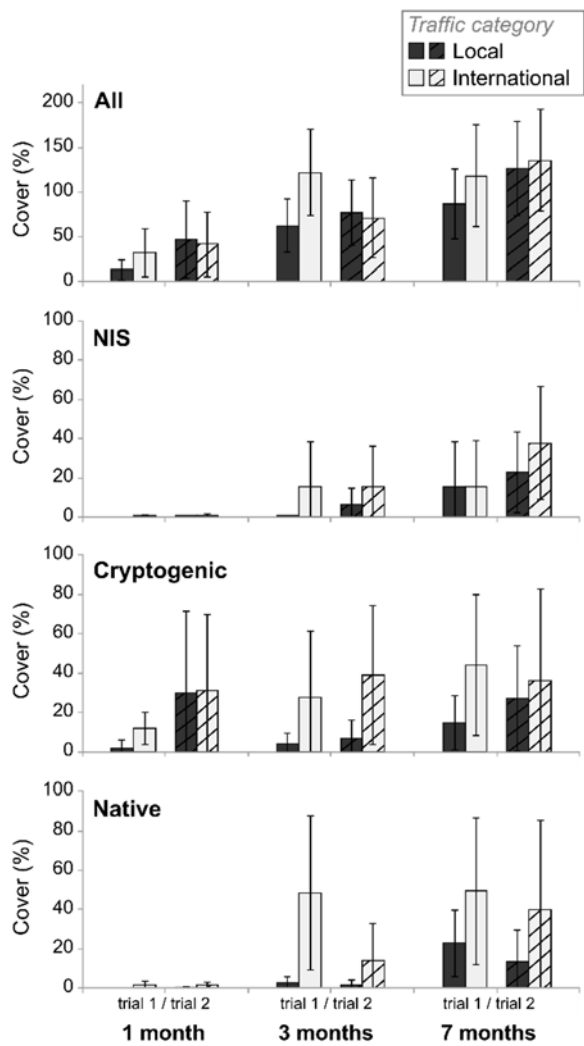 Traffic category
Local
International
All
Cover (%)
200
150
100
50
0
NIS
Cover (%)
100
80
60
40
20
0
Cryptogenic
Cover (%)
100
80
60
40
20
0
Native
Cover (%)
100
80
60
40
20
0
trial 1 / trial 2 trial 1 / trial 2 trial 1 / trial 2
1 month 3 months 7 months